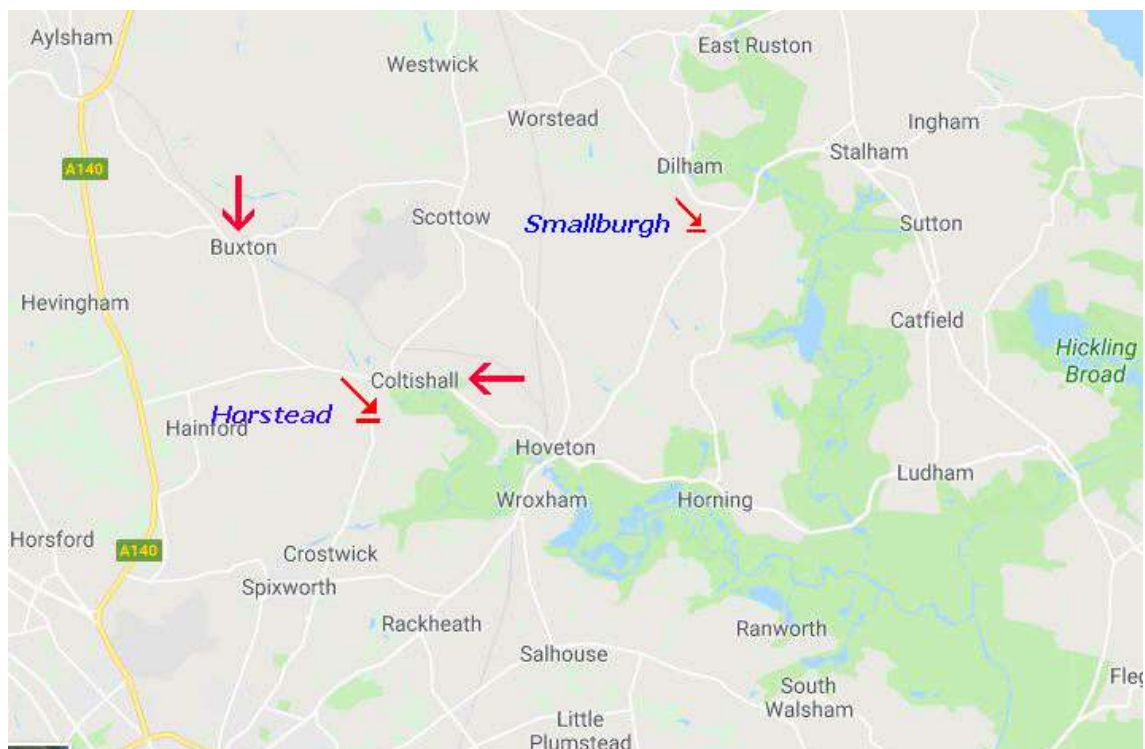 Aylsham
Westwick
East Ruston
Worstead
Ingham
A140
Dilham
Stalham
Scottow
Smallburgh
Sutton
Buxton
Hevingham
Catfield
Hickling
Broad
Coltishall
Horstead
Hainford
Hoveton
Ludham
Wroxham
Horning
Horsford
A140
Crostwick
Spixworth
Rackheath
Ranworth
Salhouse
Fleg
South
Walsham
Little
Plumstead